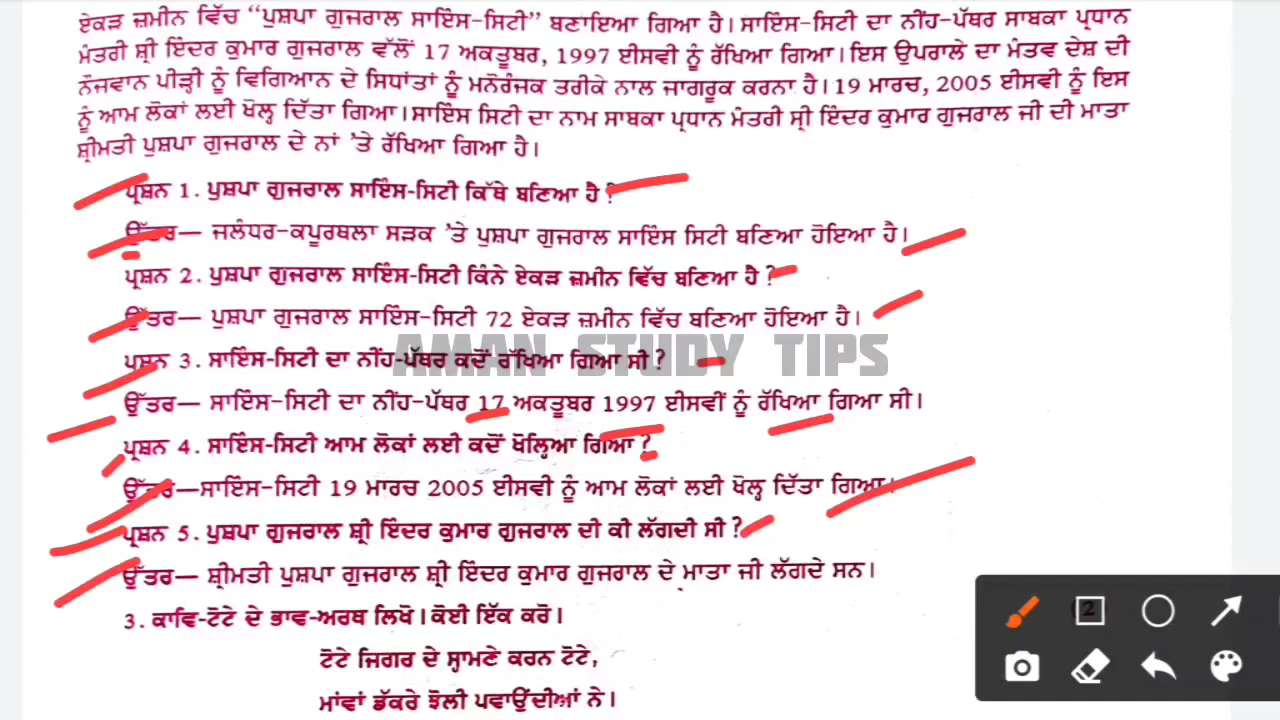 ਏਕੜ ਜ਼ਮੀਨ ਵਿੱਚ “ਪੁਸ਼ਪਾ ਗੁਜਰਾਲ ਸਾਇੰਸ-ਸਿਟੀ” ਬਣਾਇਆ ਗਿਆ ਹੈ। ਸਾਇੰਸ-ਸਿਟੀ ਦਾ ਨੀਂਹ-ਪੱਥਰ ਸਾਬਕਾ ਪ੍ਰਧਾਨ
ਮੰਤਰੀ ਸ਼੍ਰੀ ਇੰਦਰ ਕੁਮਾਰ ਗੁਜਰਾਲ ਵੱਲੋਂ 17 ਅਕਤੂਬਰ, 1997 ਈਸਵੀ ਨੂੰ ਰੱਖਿਆ ਗਿਆ। ਇਸ ਉਪਰਾਲੇ ਦਾ ਮੰਤਵ ਦੇਸ਼ ਦੀ
ਨੌਜਵਾਨ ਪੀੜ੍ਹੀ ਨੂੰ ਵਿਗਿਆਨ ਦੇ ਸਿਧਾਂਤਾਂ ਨੂੰ ਮਨੋਰੰਜਕ ਤਰੀਕੇ ਨਾਲ ਜਾਗਰੂਕ ਕਰਨਾ ਹੈ। 19 ਮਾਰਚ, 2005 ਈਸਵੀ ਨੂੰ ਇਸ
ਨੂੰ ਆਮ ਲੋਕਾਂ ਲਈ ਖੋਲ੍ਹ ਦਿੱਤਾ ਗਿਆ। ਸਾਇੰਸ ਸਿਟੀ ਦਾ ਨਾਮ ਸਾਬਕਾ ਪ੍ਰਧਾਨ ਮੰਤਰੀ ਸ੍ਰੀ ਇੰਦਰ ਕੁਮਾਰ ਗੁਜਰਾਲ ਜੀ ਦੀ ਮਾਤਾ
ਸ਼੍ਰੀਮਤੀ ਪੁਸ਼ਪਾ ਗੁਜਰਾਲ ਦੇ ਨਾਂ ’ਤੇ ਰੱਖਿਆ ਗਿਆ ਹੈ।
ਪ੍ਰਸ਼ਨ 1. ਪੁਸ਼ਪਾ ਗੁਜਰਾਲ ਸਾਇੰਸ-ਸਿਟੀ ਕਿੱਥੇ ਬਣਿਆ ਹੈ ?
ਉੱਤਰ— ਜਲੰਧਰ-ਕਪੂਰਥਲਾ ਸੜਕ ’ਤੇ ਪੁਸ਼ਪਾ ਗੁਜਰਾਲ ਸਾਇੰਸ ਸਿਟੀ ਬਣਿਆ ਹੋਇਆ ਹੈ।
ਪ੍ਰਸ਼ਨ 2. ਪੁਸ਼ਪਾ ਗੁਜਰਾਲ ਸਾਇੰਸ-ਸਿਟੀ ਕਿੰਨੇ ਏਕੜ ਜ਼ਮੀਨ ਵਿੱਚ ਬਣਿਆ ਹੈ ?
ਉੱਤਰ— ਪੁਸ਼ਪਾ ਗੁਜਰਾਲ ਸਾਇੰਸ-ਸਿਟੀ 72 ਏਕੜ ਜ਼ਮੀਨ ਵਿੱਚ ਬਣਿਆ ਹੋਇਆ ਹੈ।
AMAN STUDY TIPS
ਪ੍ਰਸ਼ਨ 3. ਸਾਇੰਸ-ਸਿਟੀ ਦਾ ਨੀਂਹ-ਪੱਥਰ ਕਦੋਂ ਰੱਖਿਆ ਗਿਆ ਸੀ ?
ਉੱਤਰ— ਸਾਇੰਸ-ਸਿਟੀ ਦਾ ਨੀਂਹ-ਪੱਥਰ 17 ਅਕਤੂਬਰ 1997 ਈਸਵੀਂ ਨੂੰ ਰੱਖਿਆ ਗਿਆ ਸੀ।
ਪ੍ਰਸ਼ਨ 4. ਸਾਇੰਸ-ਸਿਟੀ ਆਮ ਲੋਕਾਂ ਲਈ ਕਦੋਂ ਖੋਲ੍ਹਿਆ ਗਿਆ ?
ਉੱਤਰ—ਸਾਇੰਸ-ਸਿਟੀ 19 ਮਾਰਚ 2005 ਈਸਵੀ ਨੂੰ ਆਮ ਲੋਕਾਂ ਲਈ ਖੋਲ੍ਹ ਦਿੱਤਾ ਗਿਆ।
ਪ੍ਰਸ਼ਨ 5. ਪੁਸ਼ਪਾ ਗੁਜਰਾਲ ਸ਼੍ਰੀ ਇੰਦਰ ਕੁਮਾਰ ਗੁਜਰਾਲ ਦੀ ਕੀ ਲੱਗਦੀ ਸੀ ?
ਉੱਤਰ— ਸ਼੍ਰੀਮਤੀ ਪੁਸ਼ਪਾ ਗੁਜਰਾਲ ਸ਼੍ਰੀ ਇੰਦਰ ਕੁਮਾਰ ਗੁਜਰਾਲ ਦੇ ਮਾਤਾ ਜੀ ਲੱਗਦੇ ਸਨ।
3. ਕਾਵਿ-ਟੋਟੇ ਦੇ ਭਾਵ-ਅਰਥ ਲਿਖੋ। ਕੋਈ ਇੱਕ ਕਰੋ।
ਟੋਟੇ ਜਿਗਰ ਦੇ ਸ੍ਹਾਮਣੇ ਕਰਨ ਟੋਟੇ,
ਮਾਂਵਾਂ ਡੱਕਰੇ ਝੋਲੀ ਪਵਾਉਂਦੀਆਂ ਨੇ।
2